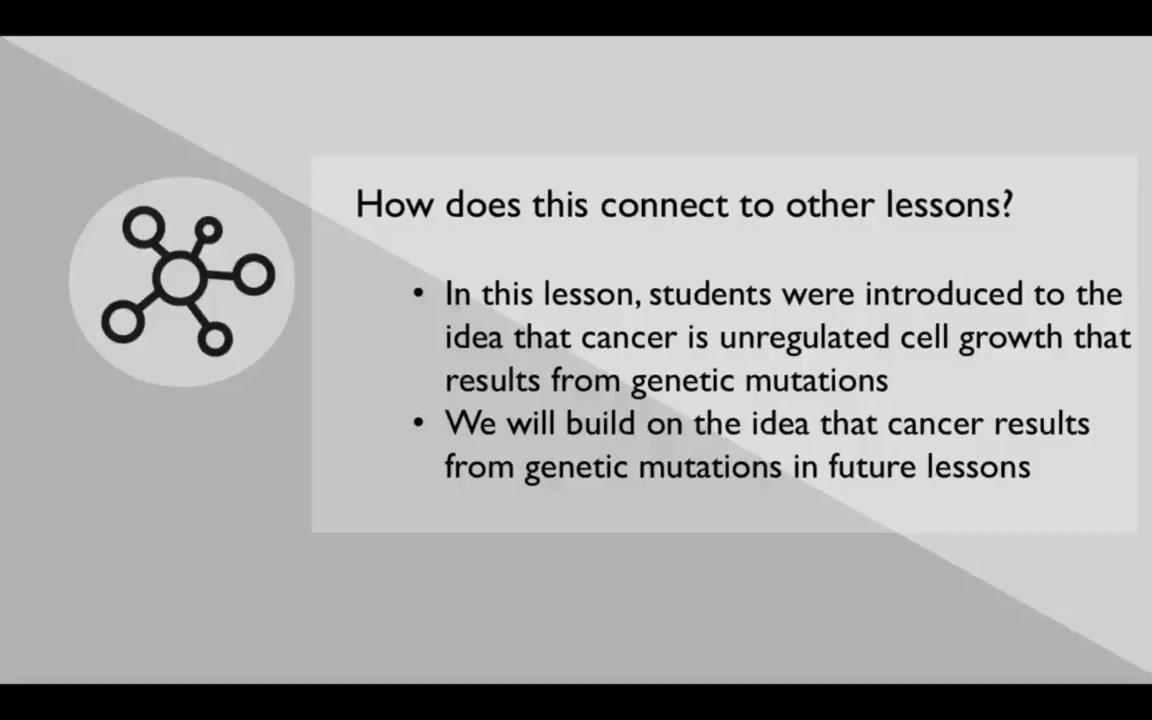 How does this connect to other lessons?
• In this lesson, students were introduced to the
idea that cancer is unregulated cell growth that
results from genetic mutations
• We will build on the idea that cancer results
from genetic mutations in future lessons